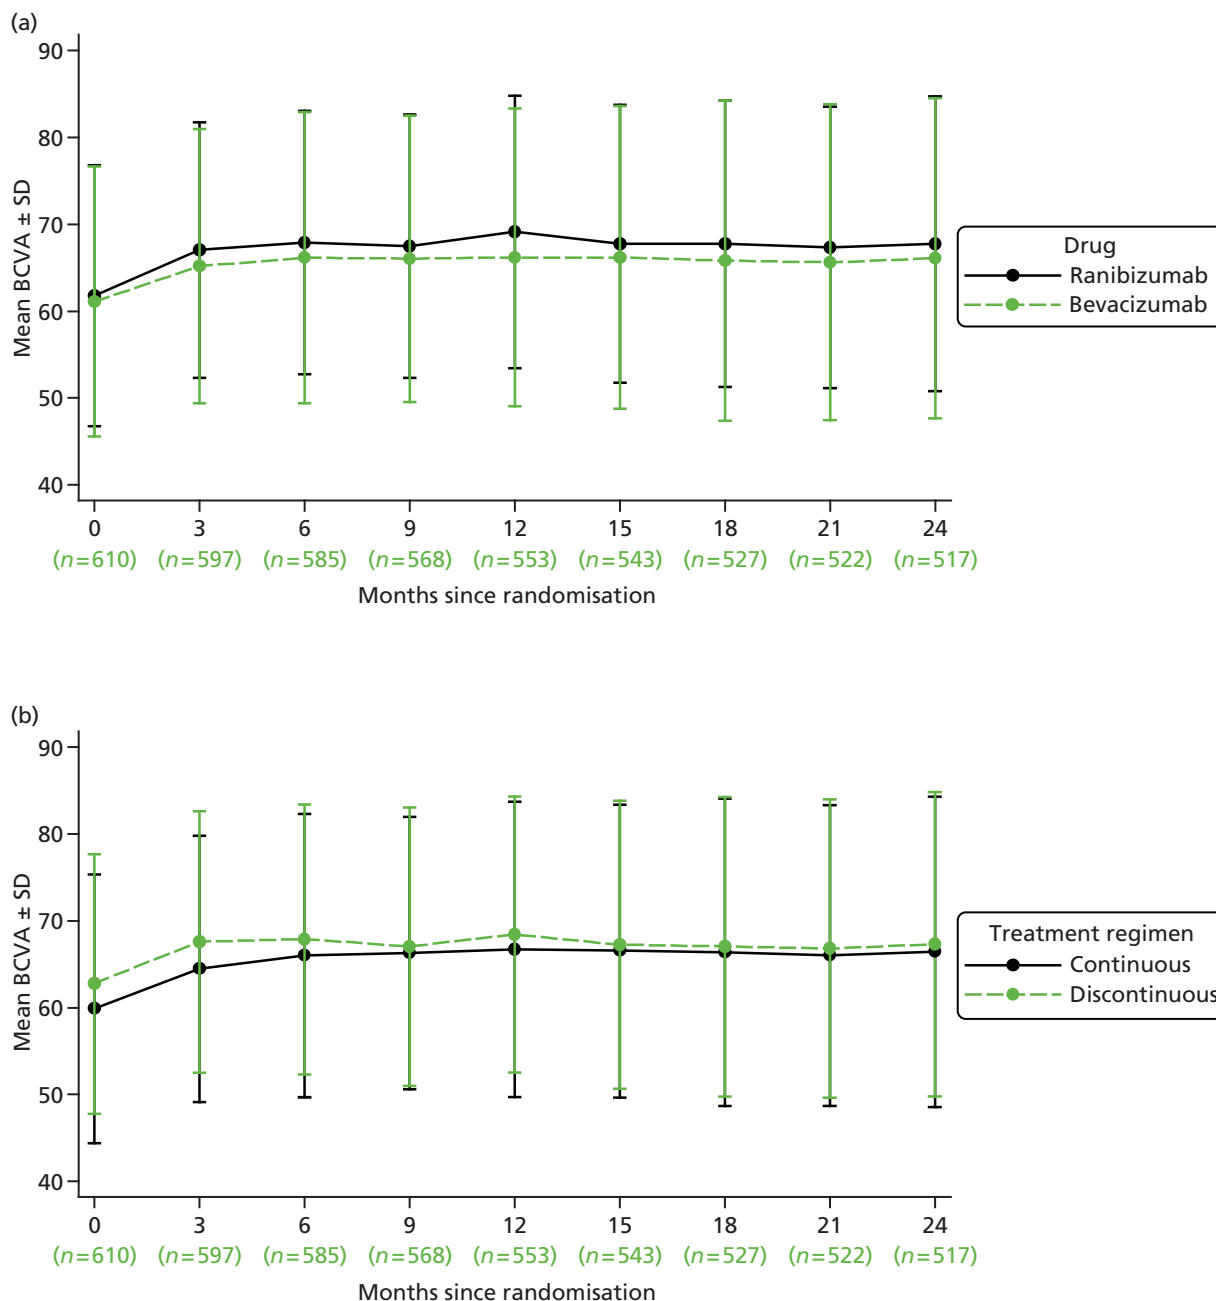 (a)
90
80
70
60
50
40
Mean BCVA ± SD
0 3 6 9 12 15 18 21 24
(n=610) (n=597) (n=585) (n=568) (n=553) (n=543) (n=527) (n=522) (n=517)
Months since randomisation
Drug
Ranibizumab
Bevacizumab
(b)
90
80
70
60
50
40
Mean BCVA ± SD
0 3 6 9 12 15 18 21 24
(n=610) (n=597) (n=585) (n=568) (n=553) (n=543) (n=527) (n=522) (n=517)
Months since randomisation
Treatment regimen
Continuous
Discontinuous